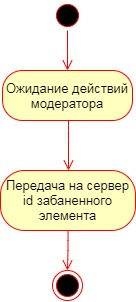 Ожидание действий
модератора
Передача на сервер
id забаненного
элемента